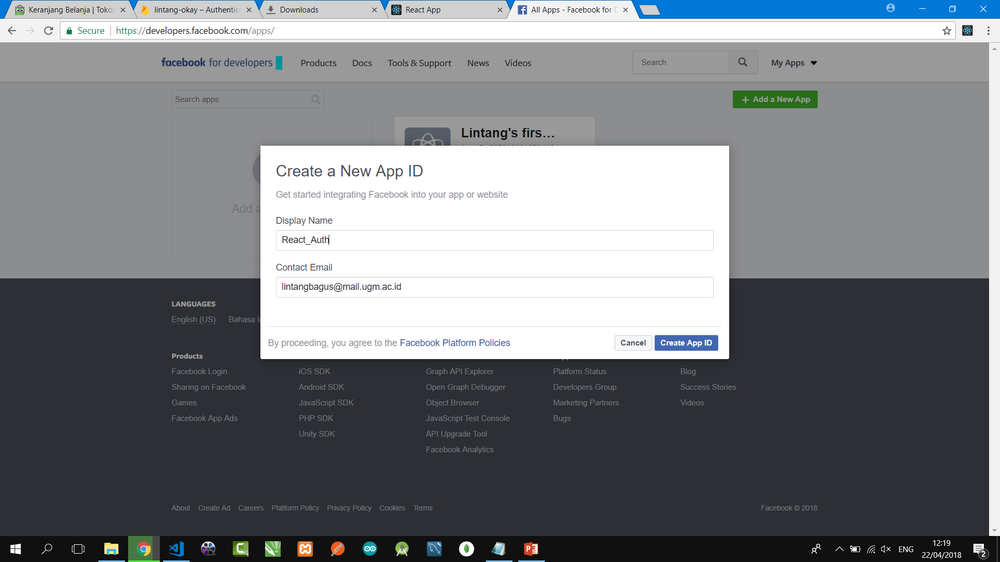 Keranjang Belanja | Toko
lintang-okay – Authentic
Downloads
React App
All Apps - Facebook for D
Secure
https://developers.facebook.com/apps/
facebook for developers
Products
Docs
Tools & Support
News
Videos
Search
My Apps
Search apps
Add a New App
Lintang's firs...
Add a
Create a New App ID
Get started integrating Facebook into your app or website
Display Name
React_Auth
Contact Email
lintangbagus@mail.ugm.ac.id
By proceeding, you agree to the Facebook Platform Policies
Cancel
Create App ID
LANGUAGES
English (US)
Bahasa
Products
Facebook Login
Sharing on Facebook
Games
Facebook App Ads
iOS SDK
Android SDK
JavaScript SDK
PHP SDK
Unity SDK
Graph API Explorer
Open Graph Debugger
Object Browser
JavaScript Test Console
API Upgrade Tool
Facebook Analytics
Platform Status
Developers Group
Marketing Partners
Bugs
Blog
Success Stories
Videos
About
Create Ad
Careers
Platform Policy
Privacy Policy
Cookies
Terms
Facebook © 2018
ENG
12:19
22/04/2018
2